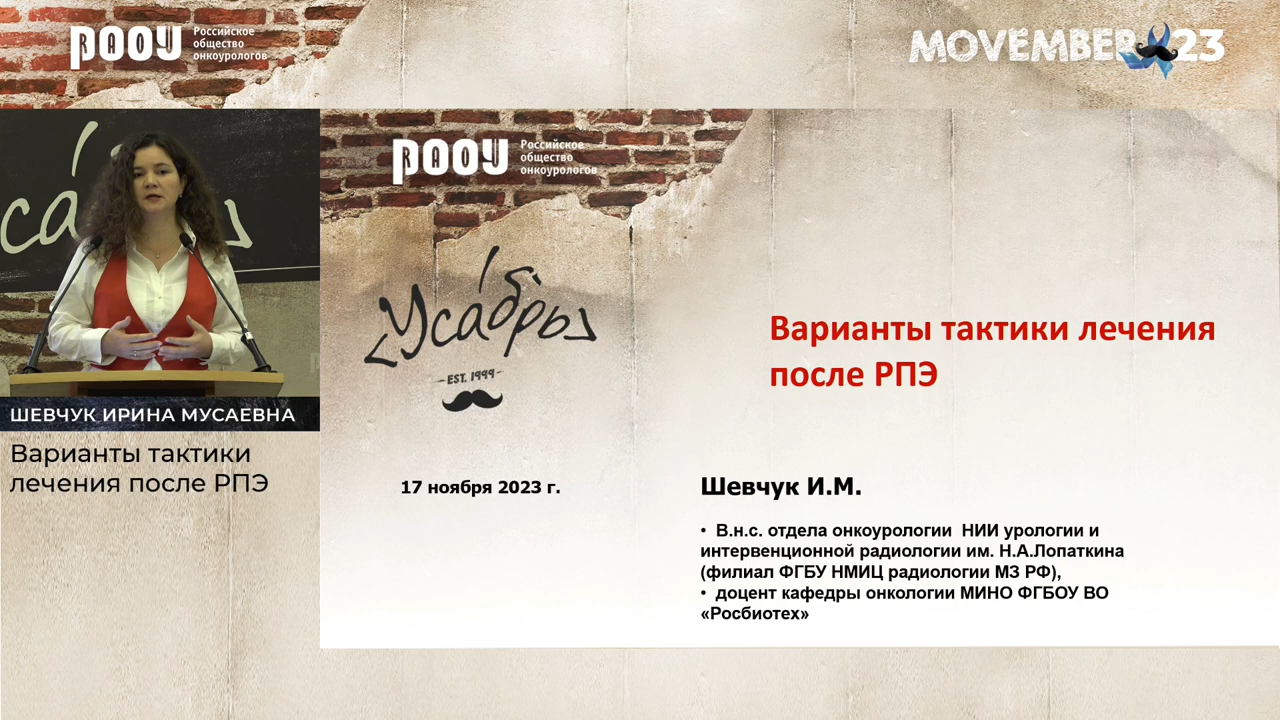 РООУ
Российское
общество
онкоурологов
MOVEMBER 23
са
ШЕВЧУК ИРИНА МУСАЕВНА
Варианты тактики
лечения после РПЭ
РООУ
Российское
общество
онкоурологов
Усабрь
EST. 1999
Варианты тактики лечения
после РПЭ
17 ноября 2023 г.
Шевчук И.М.
• В.н.с. отдела онкоурологии НИИ урологии и
интервенционной радиологии им. Н.А.Лопаткина
(филиал ФГБУ НМИЦ радиологии МЗ РФ),
• доцент кафедры онкологии МИНО ФГБОУ ВО
«Росбиотех»